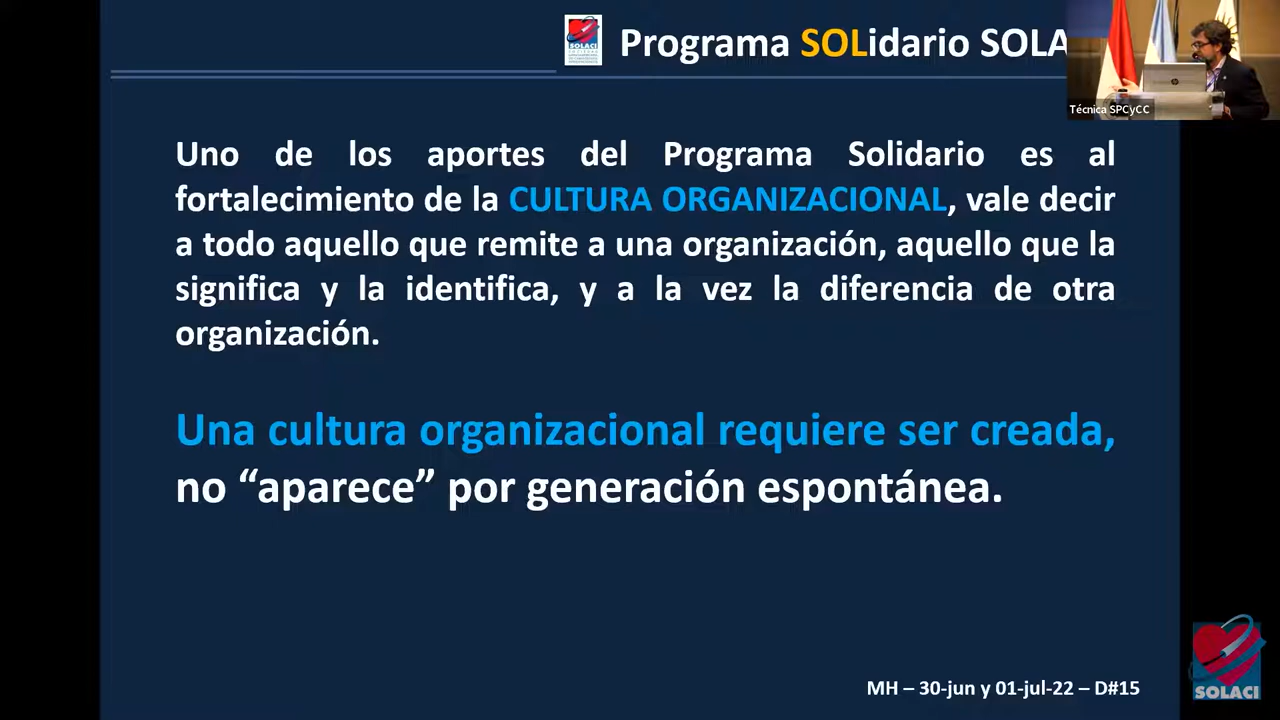 SOLACI
Programa SOLidario SOLA
Técnica SPCyCC
Uno de los aportes del Programa Solidario es al
fortalecimiento de la CULTURA ORGANIZACIONAL, vale decir
a todo aquello que remite a una organización, aquello que la
significa y la identifica, y a la vez la diferencia de otra
organización.
Una cultura organizacional requiere ser creada,
no “aparece” por generación espontánea.
MH – 30-jun y 01-jul-22 – D#15
SOLACI